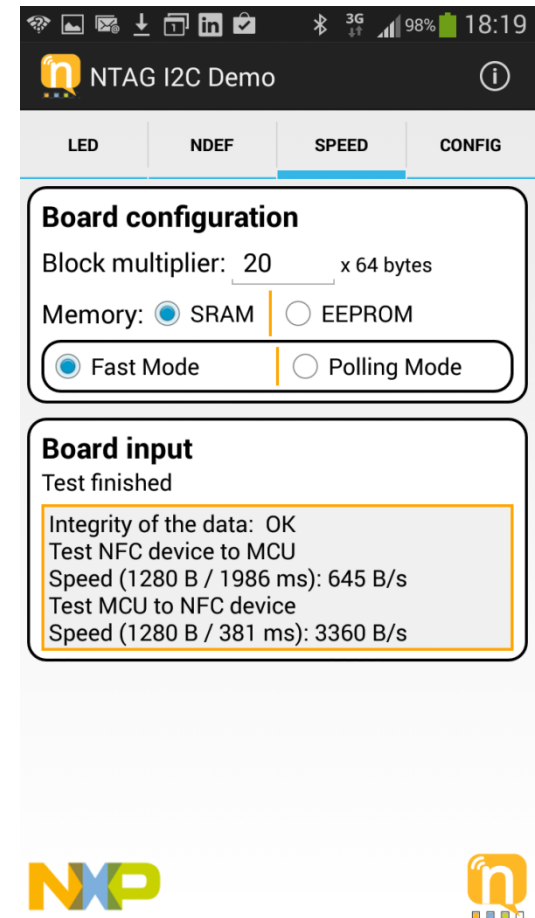 1 in 3G 98% 18:19
n NTAG I2C Demo i
LED NDEF SPEED CONFIG
Board configuration
Block multiplier: 20 x 64 bytes
Memory: SRAM EEPROM
Fast Mode Polling Mode
Board input
Test finished
Integrity of the data: OK
Test NFC device to MCU
Speed (1280 B / 1986 ms): 645 B/s
Test MCU to NFC device
Speed (1280 B / 381 ms): 3360 B/s
NXP n